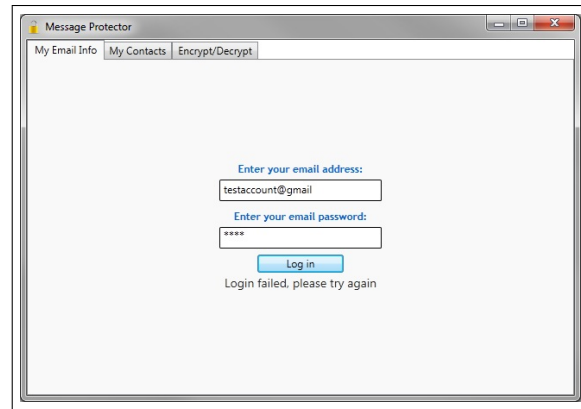 Message Protector
My Email Info My Contacts Encrypt/Decrypt
Enter your email address:
testaccount@gmail
Enter your email password:
****
Log in
Login failed, please try again